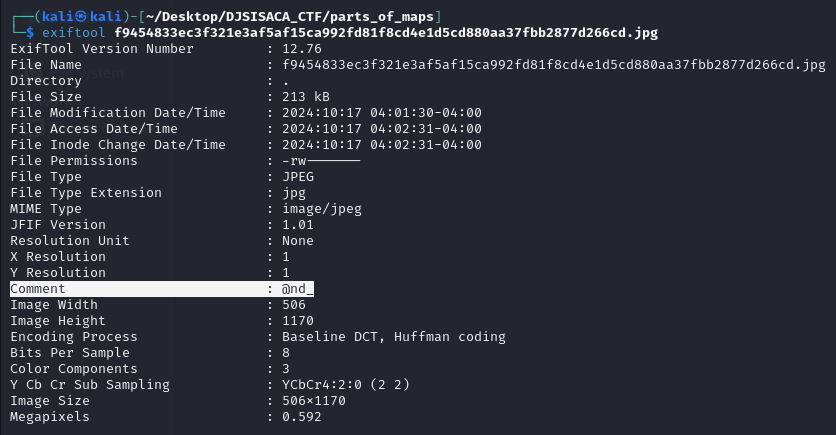 ┌──(kali㉿kali)-[~/Desktop/DJSISACA_CTF/parts_of_maps]
└─$ exiftool f9454833ec3f321e3af5af15ca992fd81f8cd4e1d5cd880aa37fbb2877d266cd.jpg
ExifTool Version Number : 12.76
File Name : f9454833ec3f321e3af5af15ca992fd81f8cd4e1d5cd880aa37fbb2877d266cd.jpg
Directory : .
File Size : 213 kB
File Modification Date/Time : 2024:10:17 04:01:30-04:00
File Access Date/Time : 2024:10:17 04:02:31-04:00
File Inode Change Date/Time : 2024:10:17 04:02:31-04:00
File Permissions : -rw-------
File Type : JPEG
File Type Extension : jpg
MIME Type : image/jpeg
JFIF Version : 1.01
Resolution Unit : None
X Resolution : 1
Y Resolution : 1
Comment : @nd_
Image Width : 506
Image Height : 1170
Encoding Process : Baseline DCT, Huffman coding
Bits Per Sample : 8
Color Components : 3
Y Cb Cr Sub Sampling : YCbCr4:2:0 (2 2)
Image Size : 506×1170
Megapixels : 0.592